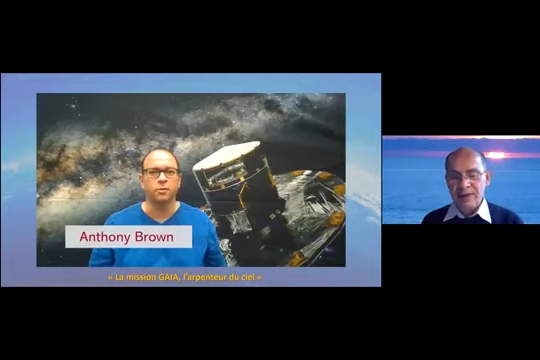 Anthony Brown
« La mission GAIA, l'arpenteur du ciel »